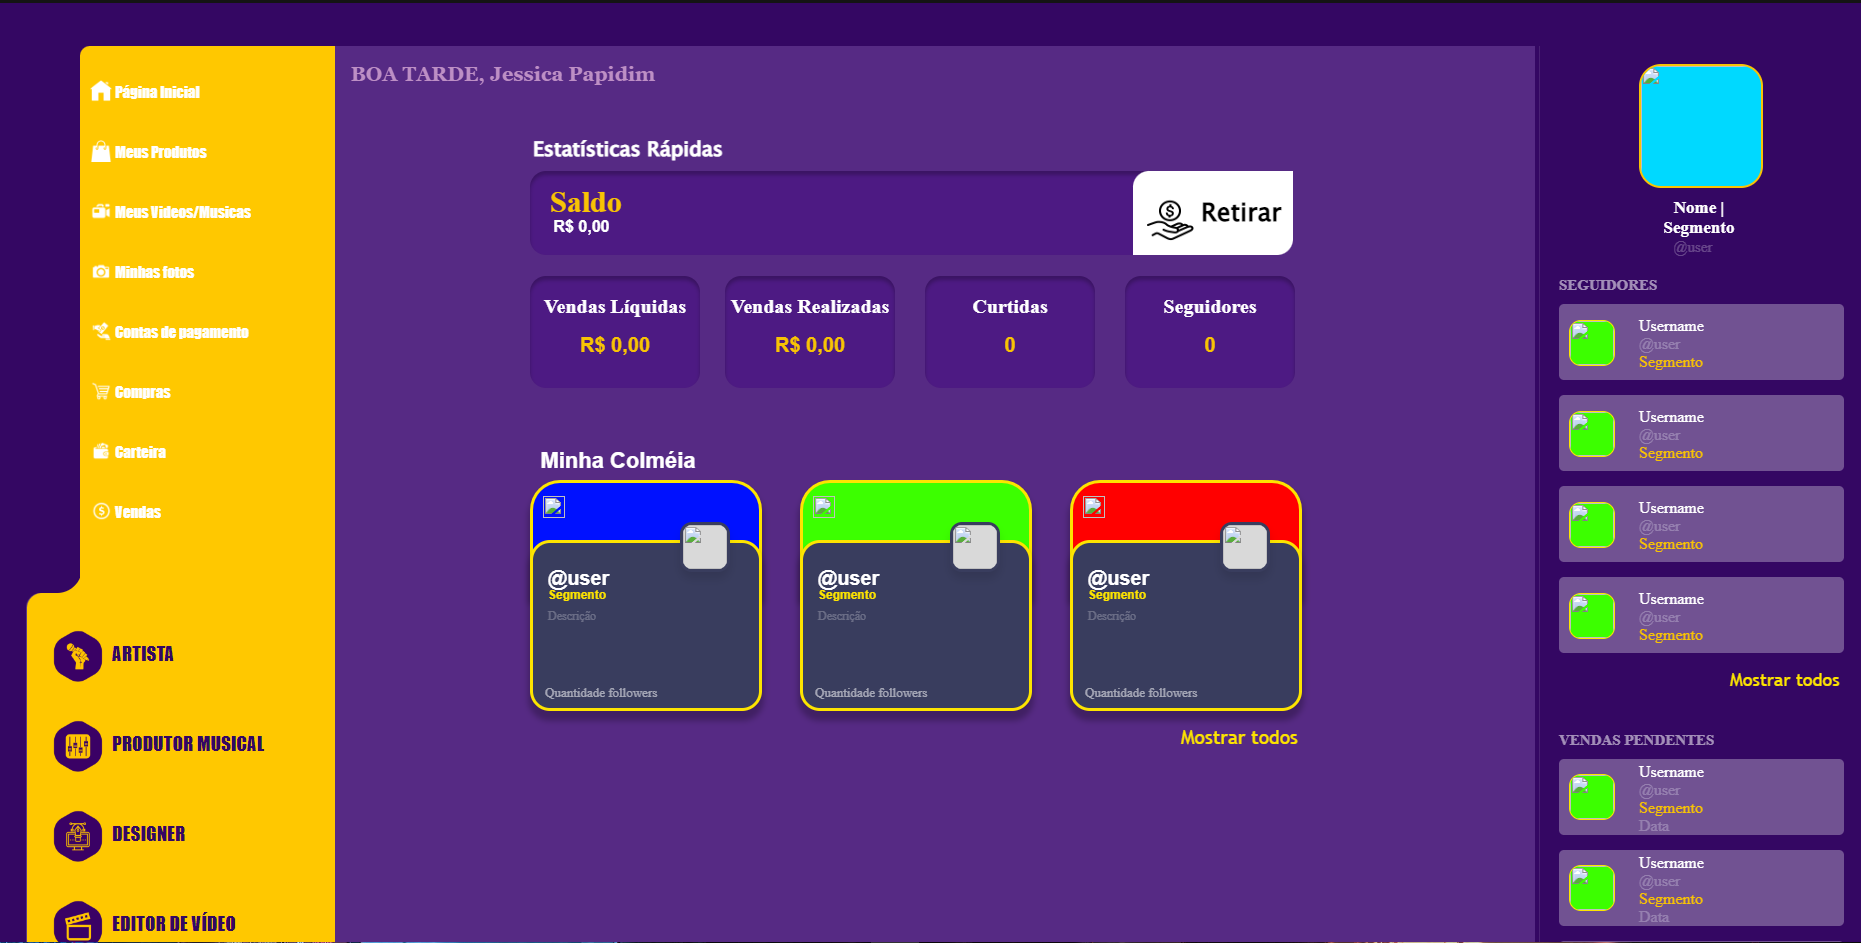 Página Inicial
Meus Produtos
Meus Videos/Musicas
Minhas fotos
Contas de pagamento
Compras
Carteira
Vendas
ARTISTA
PRODUTOR MUSICAL
DESIGNER
EDITOR DE VÍDEO
BOA TARDE, Jessica Papidim
Estatísticas Rápidas
Saldo
R$ 0,00
Retirar
Vendas Líquidas
R$ 0,00
Vendas Realizadas
R$ 0,00
Curtidas
0
Seguidores
0
Minha Colméia
@user
Segmento
Descrição
Quantidade followers
@user
Segmento
Descrição
Quantidade followers
@user
Segmento
Descrição
Quantidade followers
Mostrar todos
Nome |
Segmento
@user
SEGUIDORES
Username
@user
Segmento
Username
@user
Segmento
Username
@user
Segmento
Username
@user
Segmento
Mostrar todos
VENDAS PENDENTES
Username
@user
Segmento
Data
Username
@user
Segmento
Data